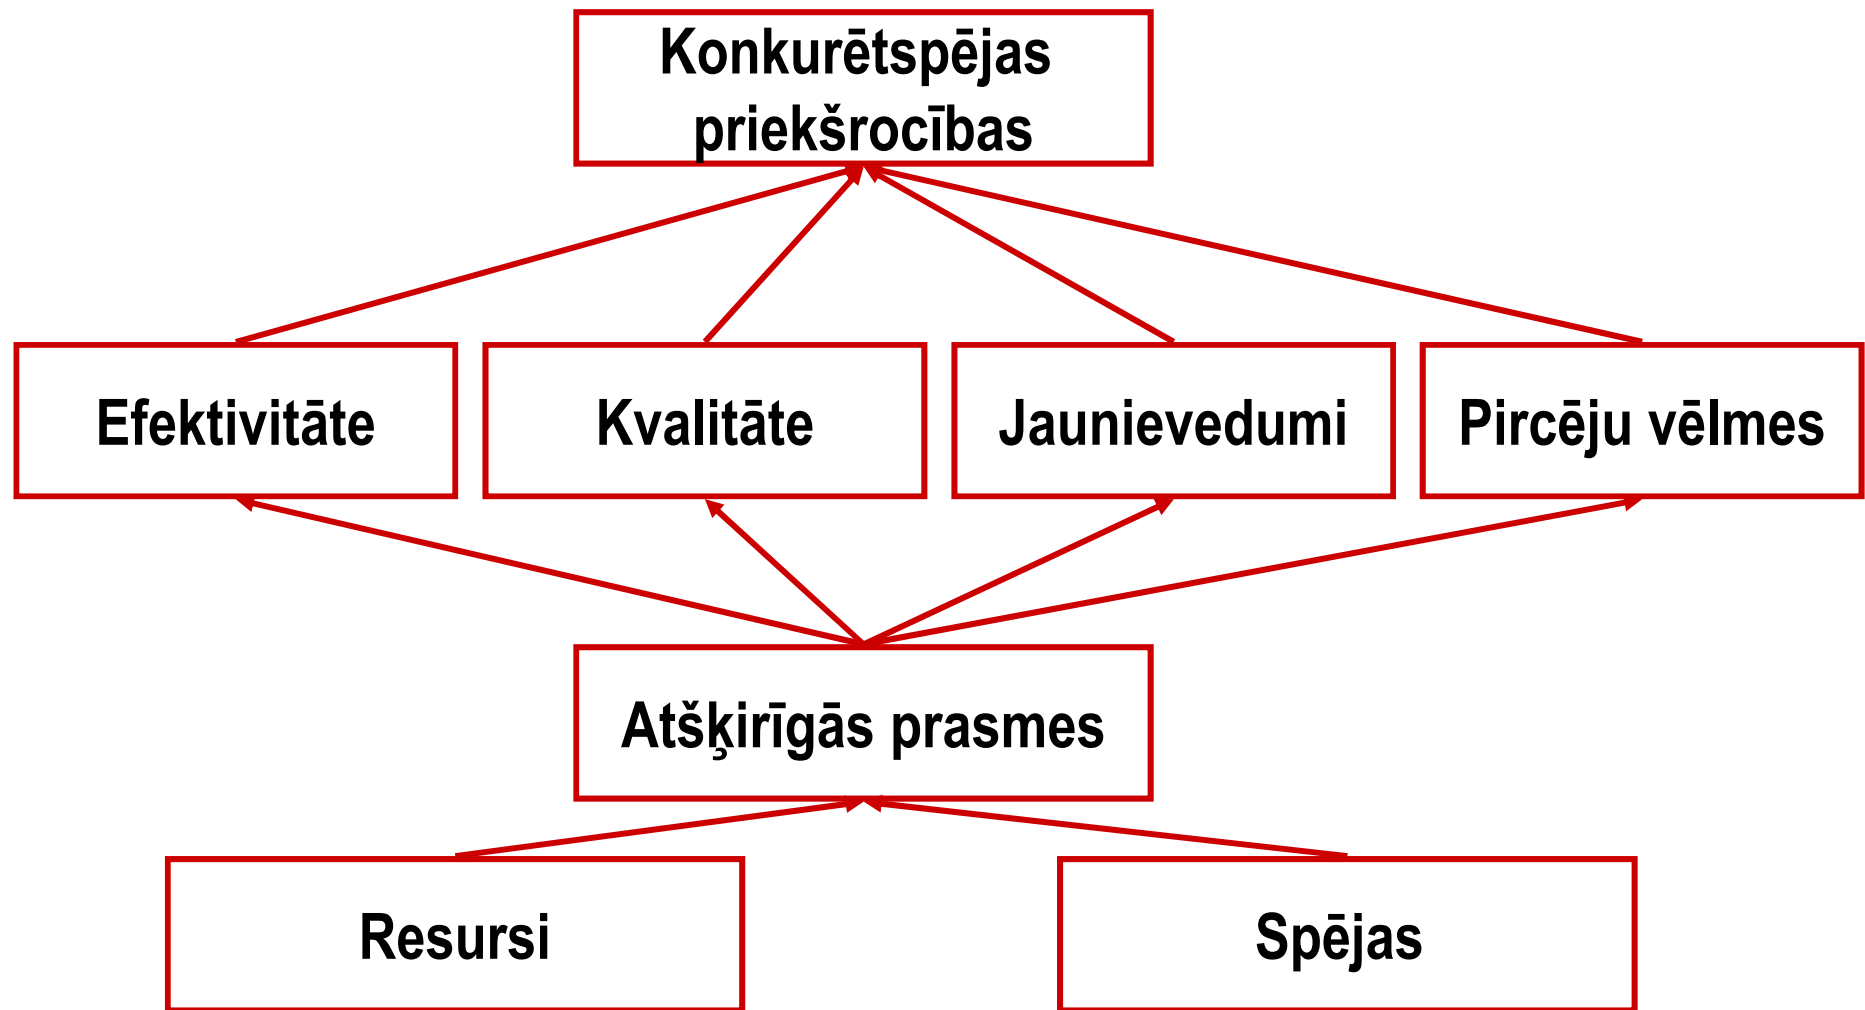 Konkurētspējas
priekšrocības
Efektivitāte
Kvalitāte
Jaunievedumi
Pircēju vēlmes
Atšķirīgās prasmes
Resursi
Spējas